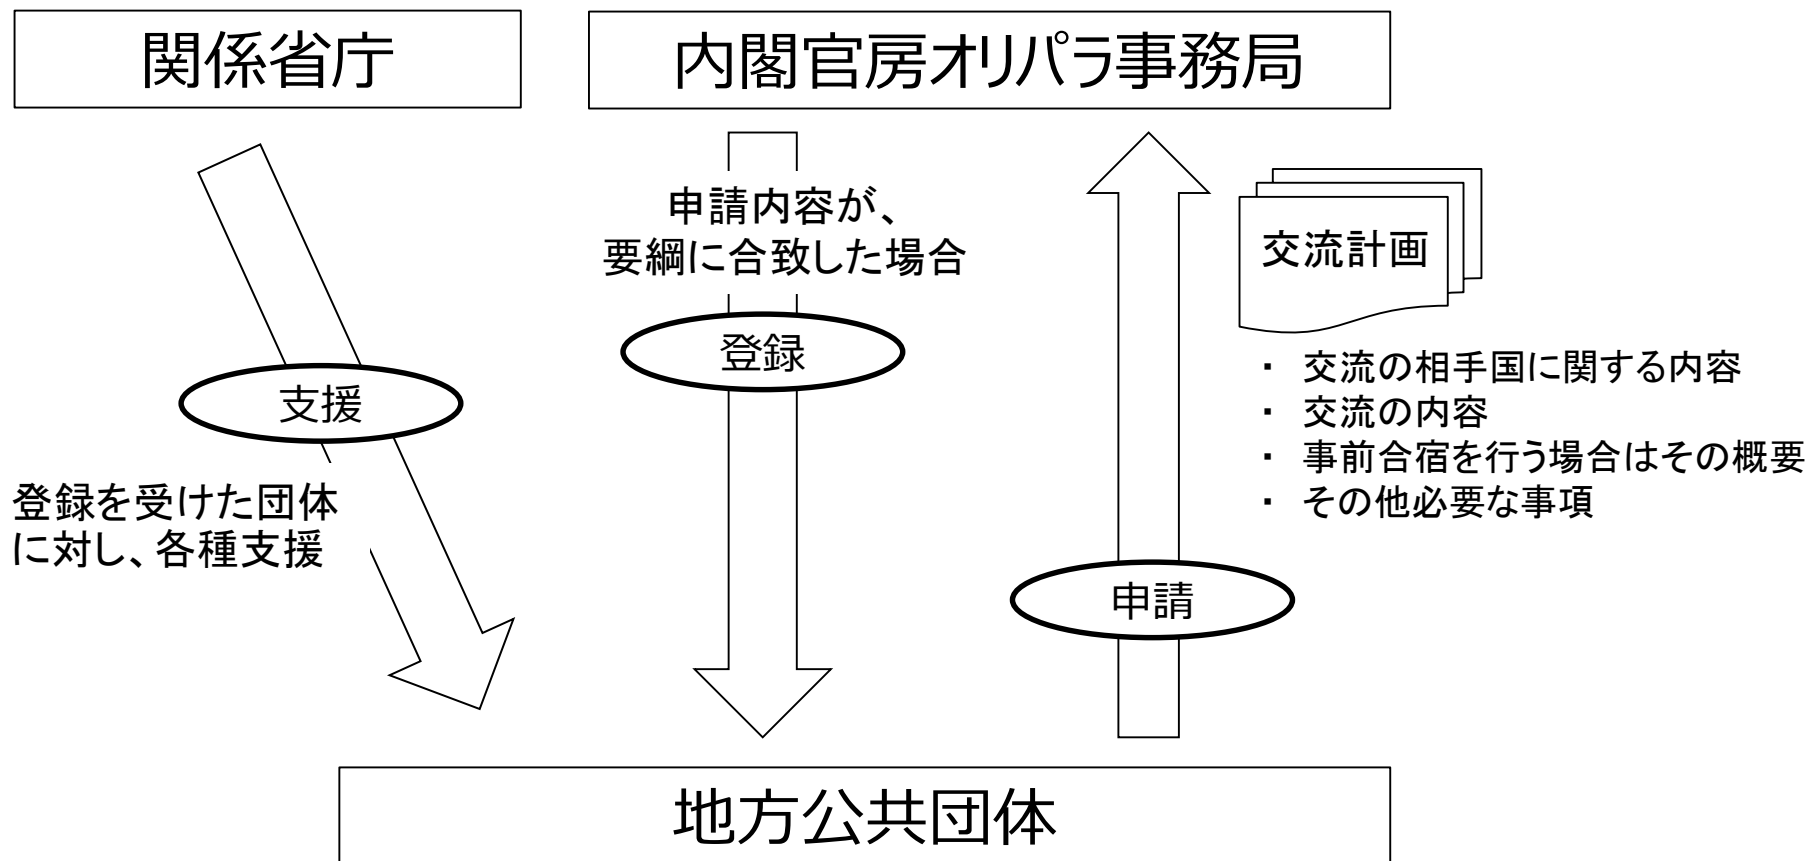 関係省庁
内閣官房オリパラ事務局
申請内容が、
要綱に合致した場合
交流計画
登録
支援
・ 交流の相手国に関する内容
・ 交流の内容
・ 事前合宿を行う場合はその概要
・ その他必要な事項
登録を受けた団体
に対し、各種支援
申請
地方公共団体